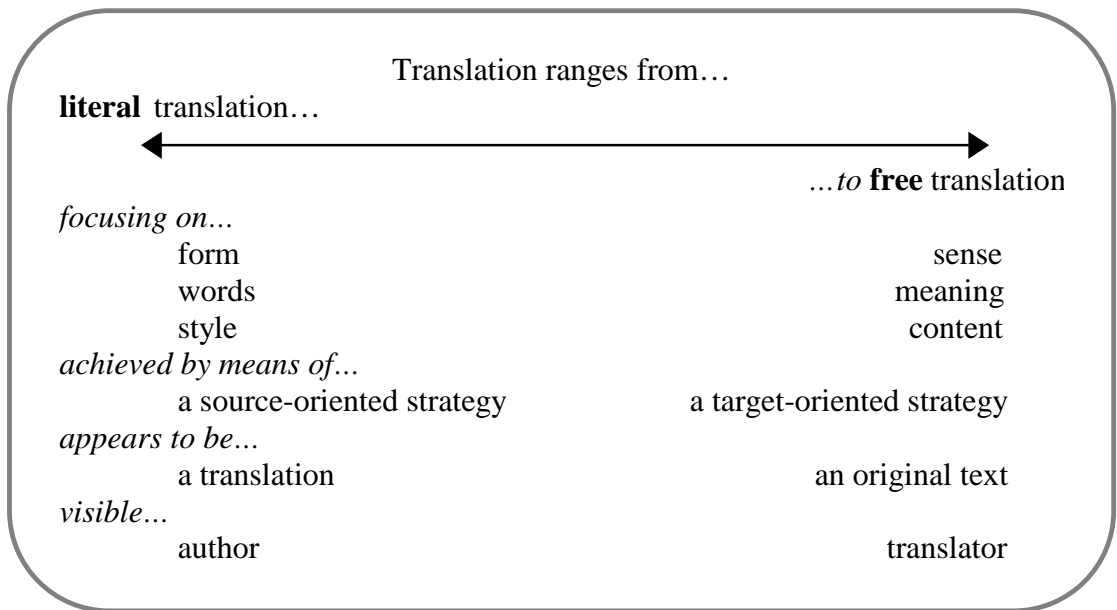 Translation ranges from…
literal translation…
…to free translation
focusing on…
form sense
words meaning
style content
achieved by means of…
a source-oriented strategy a target-oriented strategy
appears to be…
a translation an original text
visible…
author translator